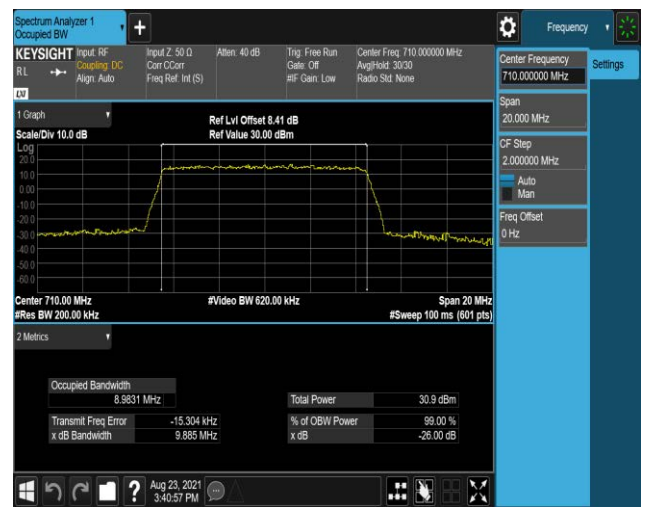 Spectrum Analyzer 1
Occupied BW
Frequency
KEYSIGHT
RL
LXI
Input: RF
Coupling: DC
Align: Auto
Input Z: 50 Ω
Corr CCorr
Freq Ref: Int (S)
Atten: 40 dB
Trig: Free Run
Gate: Off
#IF Gain: Low
Center Freq: 710.000000 MHz
Avg|Hold: 30/30
Radio Std: None
Center Frequency
710.000000 MHz
Settings
Span
20.000 MHz
CF Step
2.000000 MHz
Auto
Man
Freq Offset
0 Hz
1 Graph
Scale/Div 10.0 dB
Ref Lvl Offset 8.41 dB
Ref Value 30.00 dBm
Log
20.0
10.0
0.00
-10.0
-20.0
-30.0
-40.0
-50.0
-60.0
Center 710.00 MHz
#Res BW 200.00 kHz
#Video BW 620.00 kHz
Span 20 MHz
#Sweep 100 ms (601 pts)
2 Metrics
Occupied Bandwidth
8.9831 MHz
Total Power 30.9 dBm
Transmit Freq Error -15.304 kHz
% of OBW Power 99.00 %
x dB Bandwidth 9.885 MHz
x dB -26.00 dB
?
Aug 23, 2021
3:40:57 PM